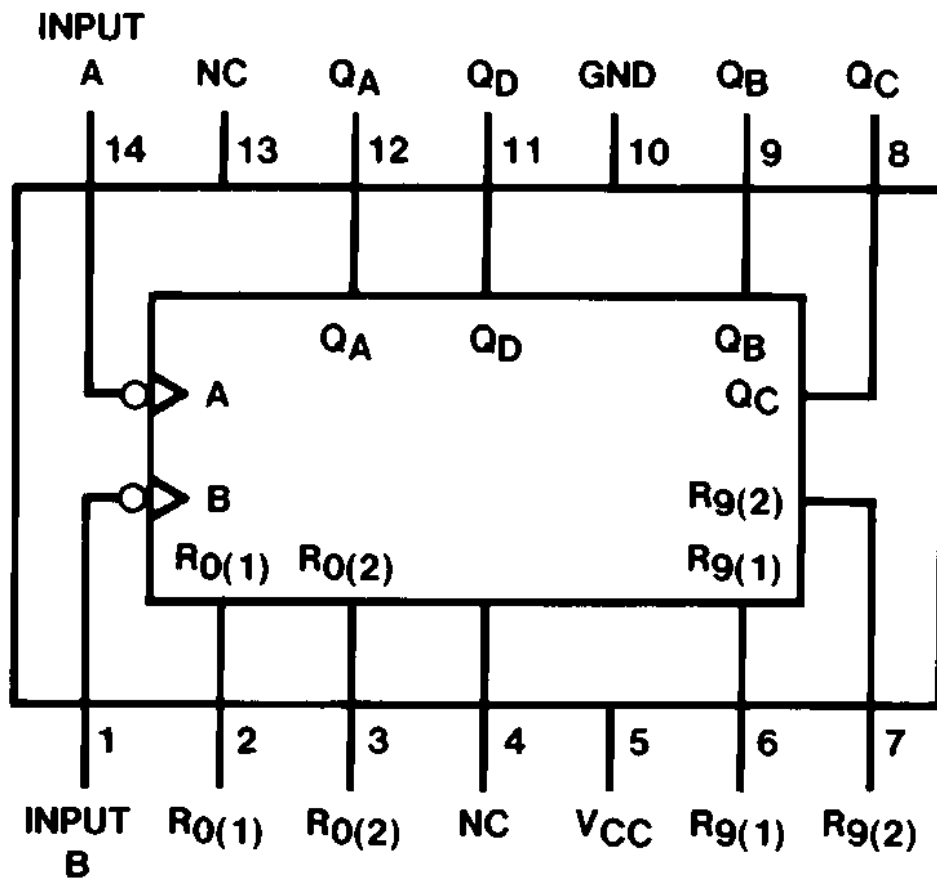 INPUT
A NC QA QD GND QB QC
14 13 12 11 10 9 8
QA QD QB
A QC
B R9(2)
R0(1) R0(2) R9(1)
1 2 3 4 5 6 7
INPUT R0(1) R0(2) NC VCC R9(1) R9(2)
B